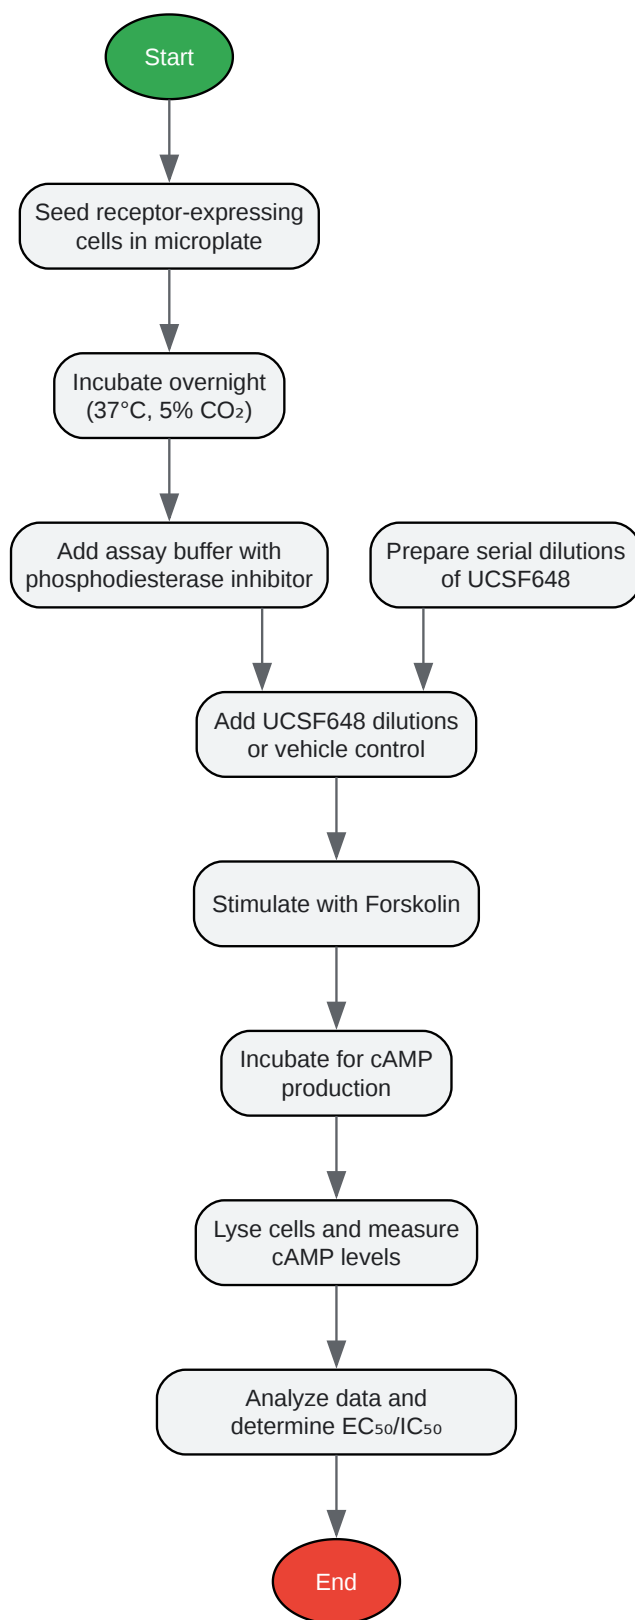 Start
Seed receptor-expressing
cells in microplate
Incubate overnight
(37°C, 5% CO₂)
Add assay buffer with
phosphodiesterase inhibitor
Prepare serial dilutions
of UCSF648
Add UCSF648 dilutions
or vehicle control
Stimulate with Forskolin
Incubate for cAMP
production
Lyse cells and measure
cAMP levels
Analyze data and
determine EC₅₀/IC₅₀
End